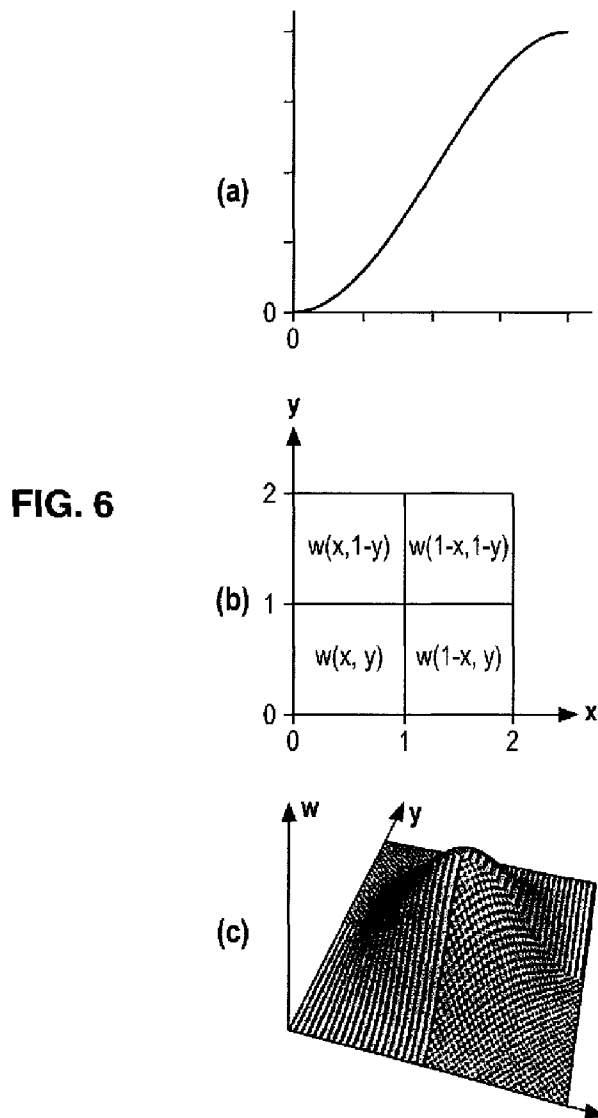 (a)
0
0
FIG. 6
y
2
w(x,1-y) w(1-x,1-y)
(b)
1
w(x, y) w(1-x, y)
0
x
0 1 2
w
y
(c)